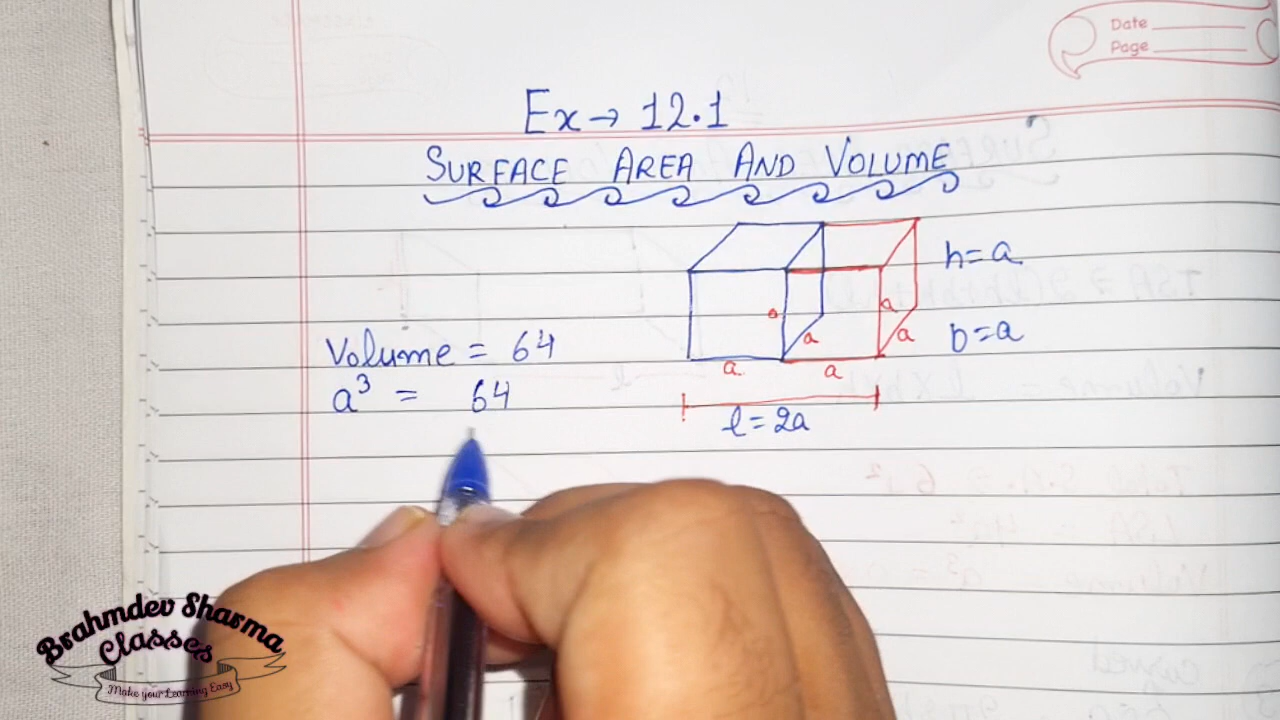 Date
Page
Ex→ 12.1
SURFACE AREA AND VOLUME
h=a
b=a
a
a
a
a
a
a
l=2a
Volume = 64
a³ = 64
Brahmdev Sharma
Classes
Make your Learning Easy